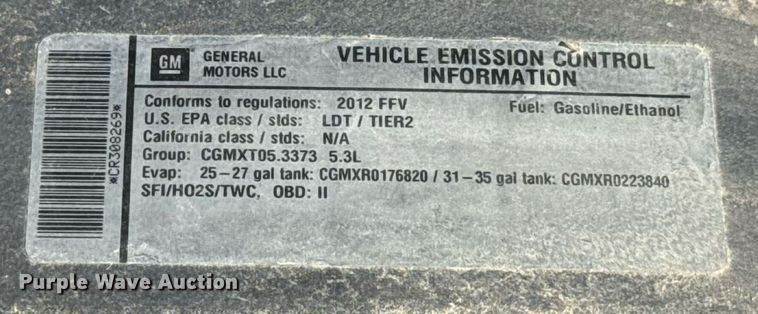 GM
GENERAL
MOTORS LLC
VEHICLE EMISSION CONTROL
INFORMATION
Conforms to regulations: 2012 FFV
Fuel: Gasoline/Ethanol
U.S. EPA class / stds: LDT / TIER2
California class / stds: N/A
Group: CGMXT05.3373 5.3L
Evap: 25-27 gal tank: CGMXR0176820 / 31-35 gal tank: CGMXR0223840
SFI/HO2S/TWC, OBD: II
*CR308269*
Purple Wave Auction